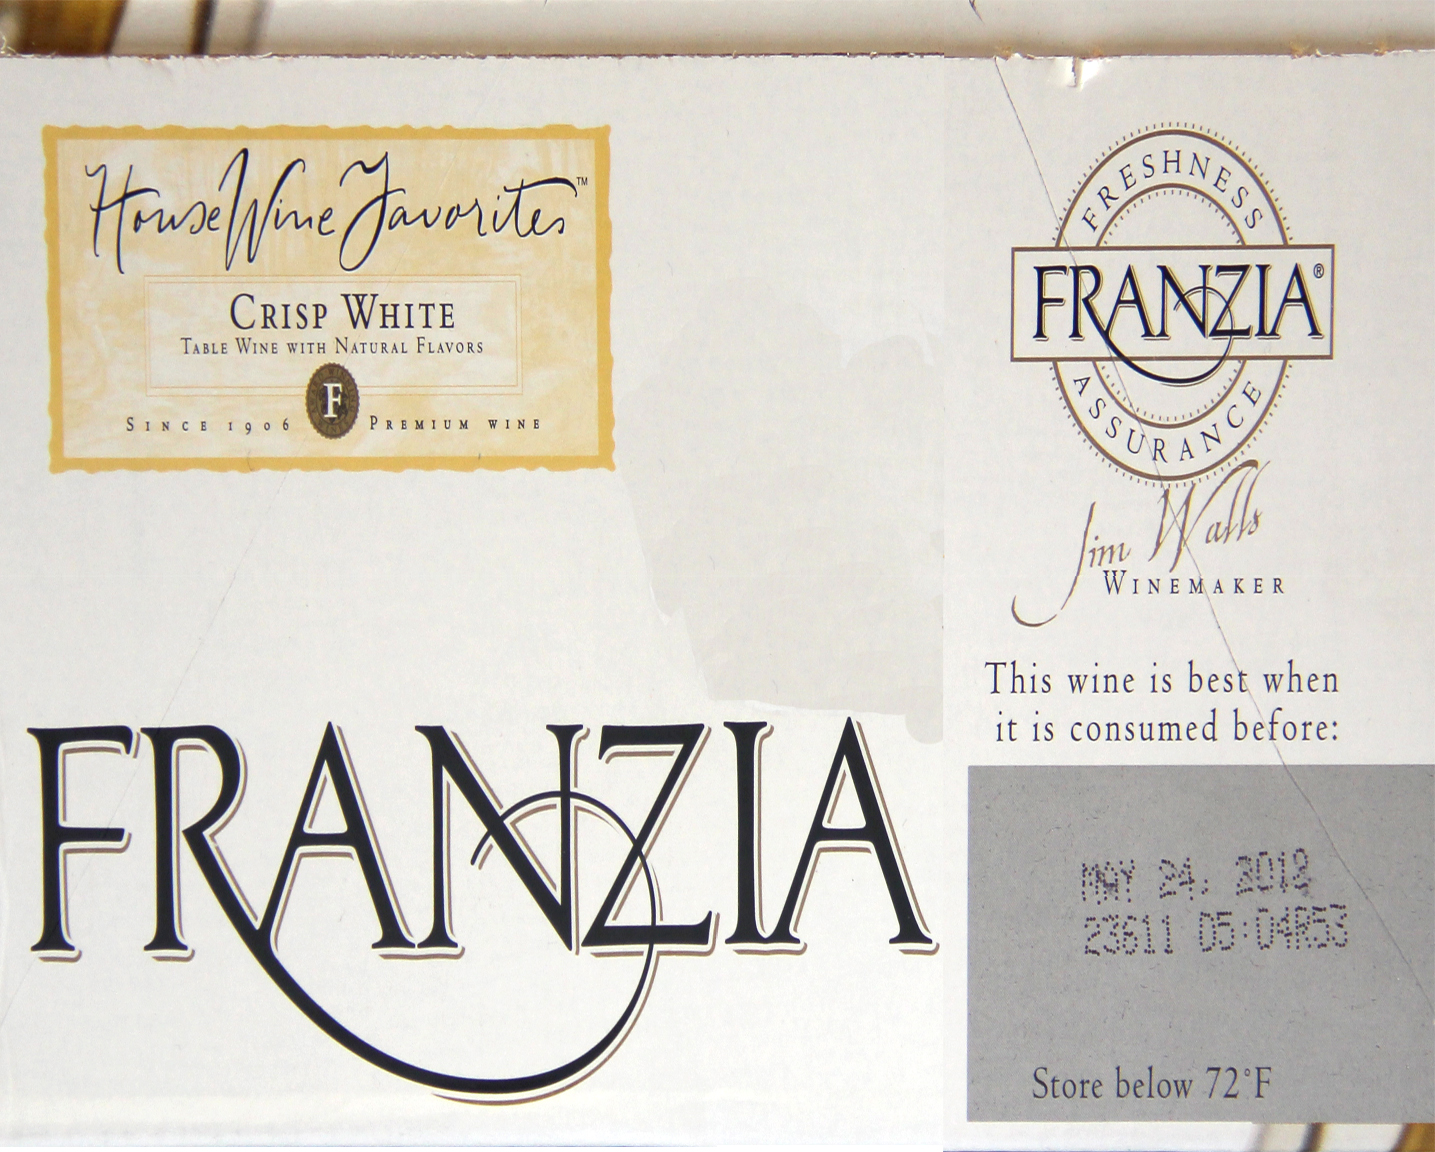 House Wine Favorites™
CRISP WHITE
TABLE WINE WITH NATURAL FLAVORS
F
SINCE 1906 PREMIUM WINE
FRANZIA
FRESHNESS
FRANZIA®
ASSURANCE
Jim Walls
WINEMAKER
This wine is best when
it is consumed before:
MAY 24, 2012
23611 05:04R53
Store below 72°F